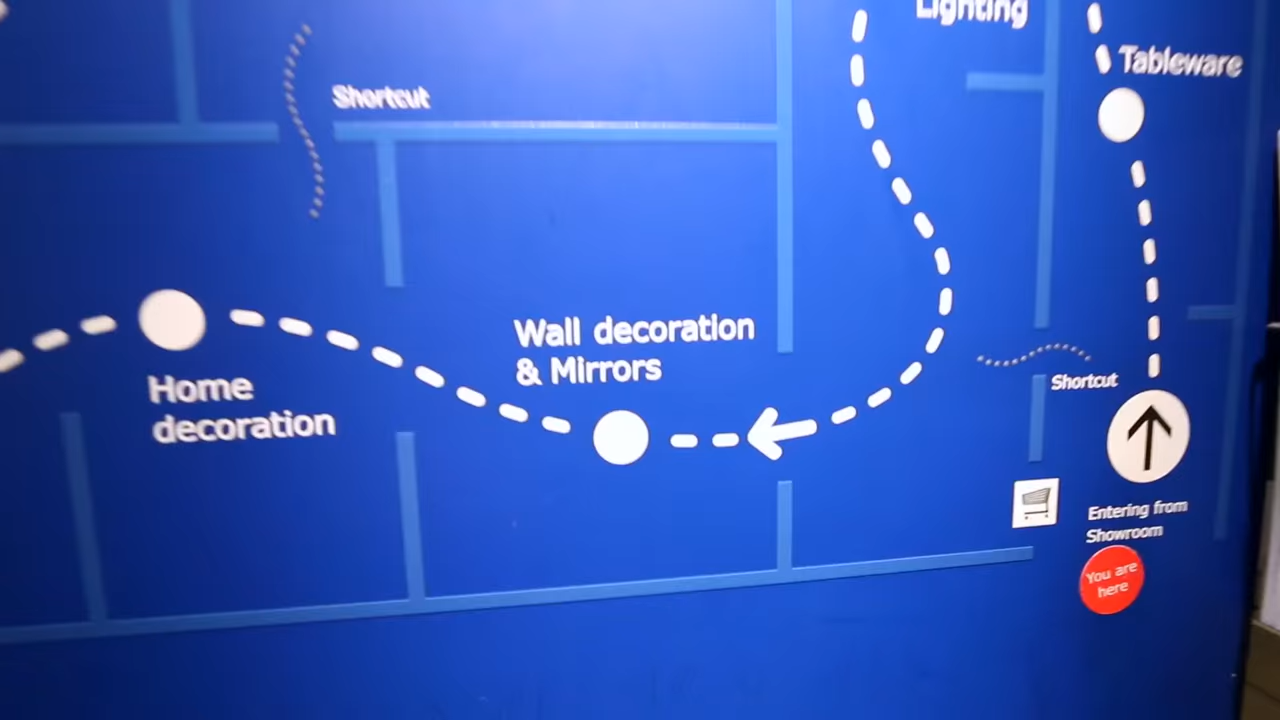 Lighting
Tableware
Shortcut
Wall decoration
& Mirrors
Home
decoration
Shortcut
Entering from
Showroom
You are
here